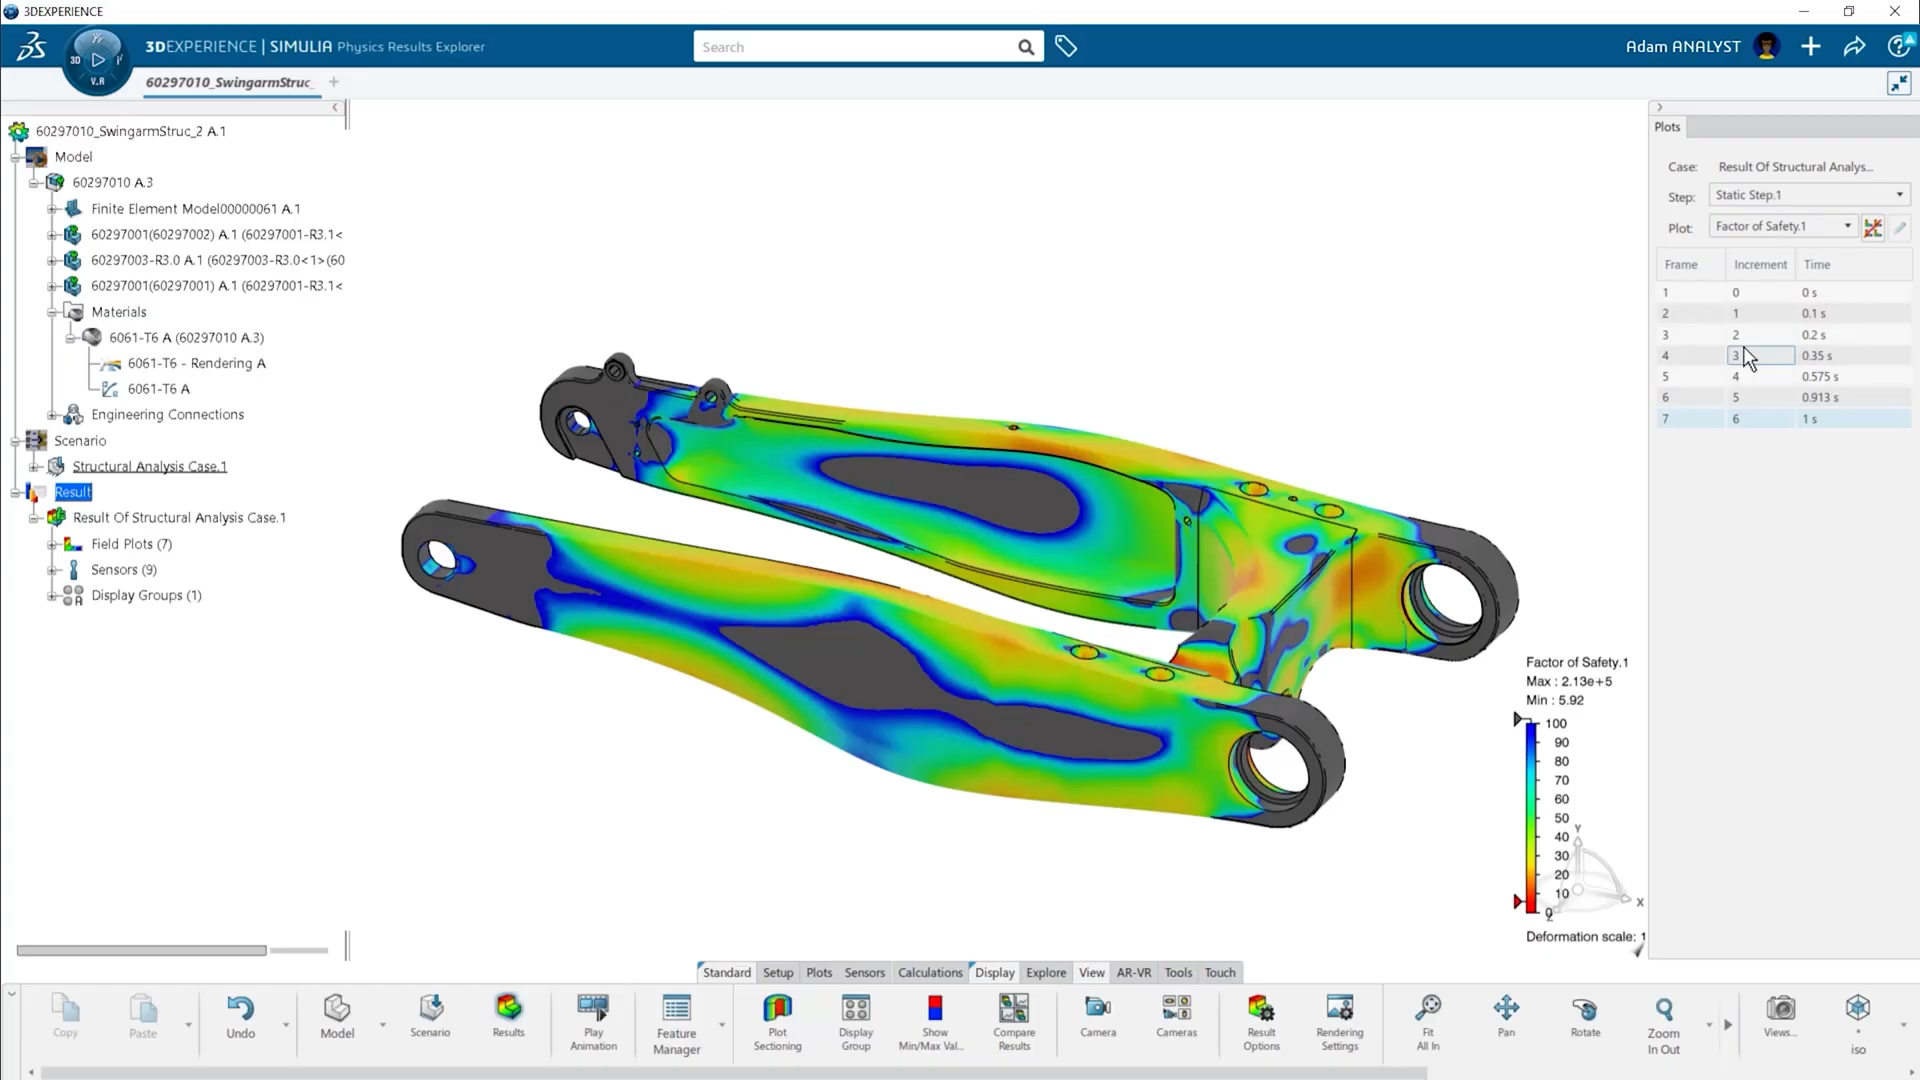 3DEXPERIENCE
3DEXPERIENCE | SIMULIA Physics Results Explorer
Search
Adam ANALYST
3D
V.R
60297010_SwingarmStruc_
60297010_SwingarmStruc_2 A.1
Model
60297010 A.3
Finite Element Model00000061 A.1
60297001(60297002) A.1 (60297001-R3.1<
60297003-R3.0 A.1 (60297003-R3.0<1>(60
60297001(60297001) A.1 (60297001-R3.1<
Materials
6061-T6 A (60297010 A.3)
6061-T6 - Rendering A
6061-T6 A
Engineering Connections
Scenario
Structural Analysis Case.1
Result
Result Of Structural Analysis Case.1
Field Plots (7)
Sensors (9)
Display Groups (1)
Plots
Case: Result Of Structural Analys...
Step: Static Step.1
Plot: Factor of Safety.1
Frame Increment Time
1 0 0 s
2 1 0.1 s
3 2 0.2 s
4 3 0.35 s
5 4 0.575 s
6 5 0.913 s
7 6 1 s
Factor of Safety.1
Max : 2.13e+5
Min : 5.92
100
90
80
70
60
50
40
30
20
10
0
Y
X
Z
Deformation scale: 1
Standard Setup Plots Sensors Calculations Display Explore View AR-VR Tools Touch
Copy
Paste
Undo
Model
Scenario
Results
Play
Animation
Feature
Manager
Plot
Sectioning
Display
Group
Show
Min/Max Val...
Compare
Results
Camera
Cameras
Result
Options
Rendering
Settings
Fit
All In
Pan
Rotate
Zoom
In Out
Views...
iso